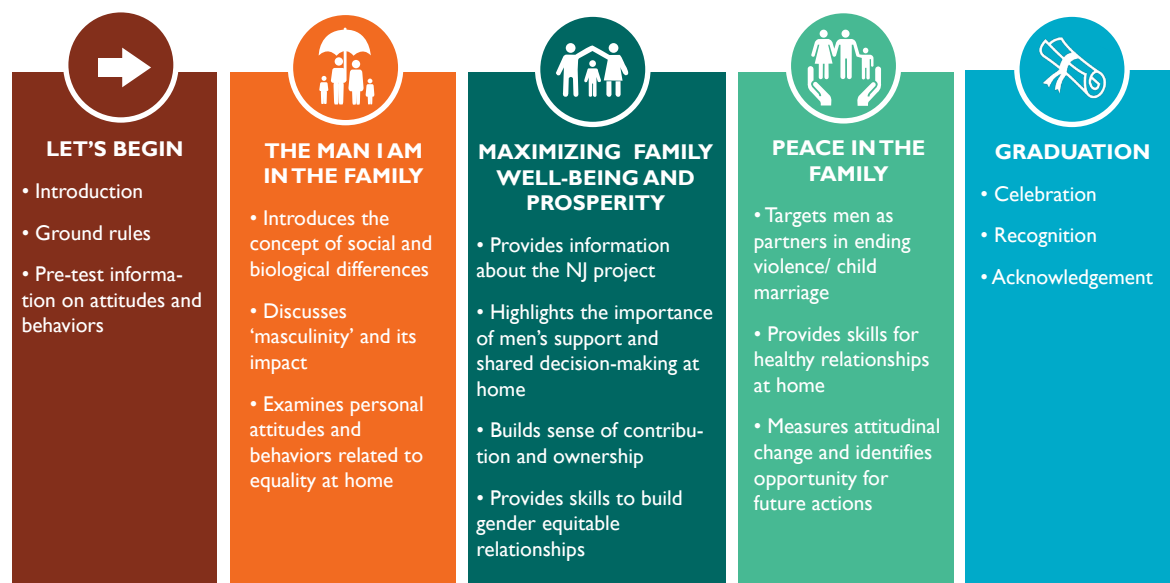 LET'S BEGIN
• Introduction
• Ground rules
• Pre-test informa-
tion on attitudes and
behaviors
THE MAN I AM
IN THE FAMILY
• Introduces the
concept of social and
biological differences
• Discusses
‘masculinity’ and its
impact
• Examines personal
attitudes and
behaviors related to
equality at home
MAXIMIZING FAMILY
WELL-BEING AND
PROSPERITY
• Provides information
about the NJ project
• Highlights the importance
of men’s support and
shared decision-making at
home
• Builds sense of contribu-
tion and ownership
• Provides skills to build
gender equitable
relationships
PEACE IN THE
FAMILY
• Targets men as
partners in ending
violence/ child
marriage
• Provides skills for
healthy relationships
at home
• Measures attitudinal
change and identifies
opportunity for
future actions
GRADUATION
• Celebration
• Recognition
• Acknowledgement